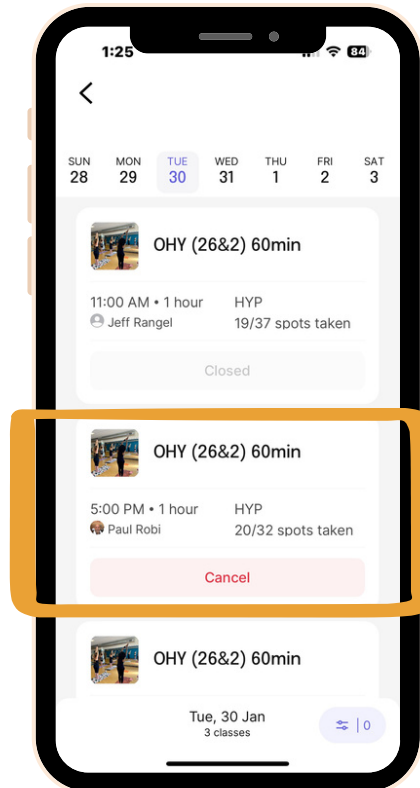 1:25
84
SUN MON TUE WED THU FRI SAT
28 29 30 31 1 2 3
OHY (26&2) 60min
11:00 AM • 1 hour HYP
Jeff Rangel 19/37 spots taken
Closed
OHY (26&2) 60min
5:00 PM • 1 hour HYP
Paul Robi 20/32 spots taken
Cancel
OHY (26&2) 60min
Tue, 30 Jan
3 classes
0